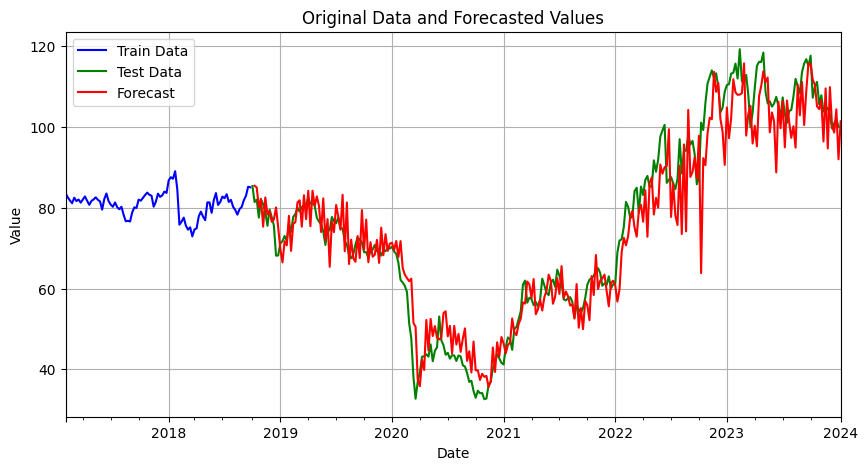 Original Data and Forecasted Values
Train Data
Test Data
Forecast
Value
120
100
80
60
40
2018
2019
2020
2021
2022
2023
2024
Date